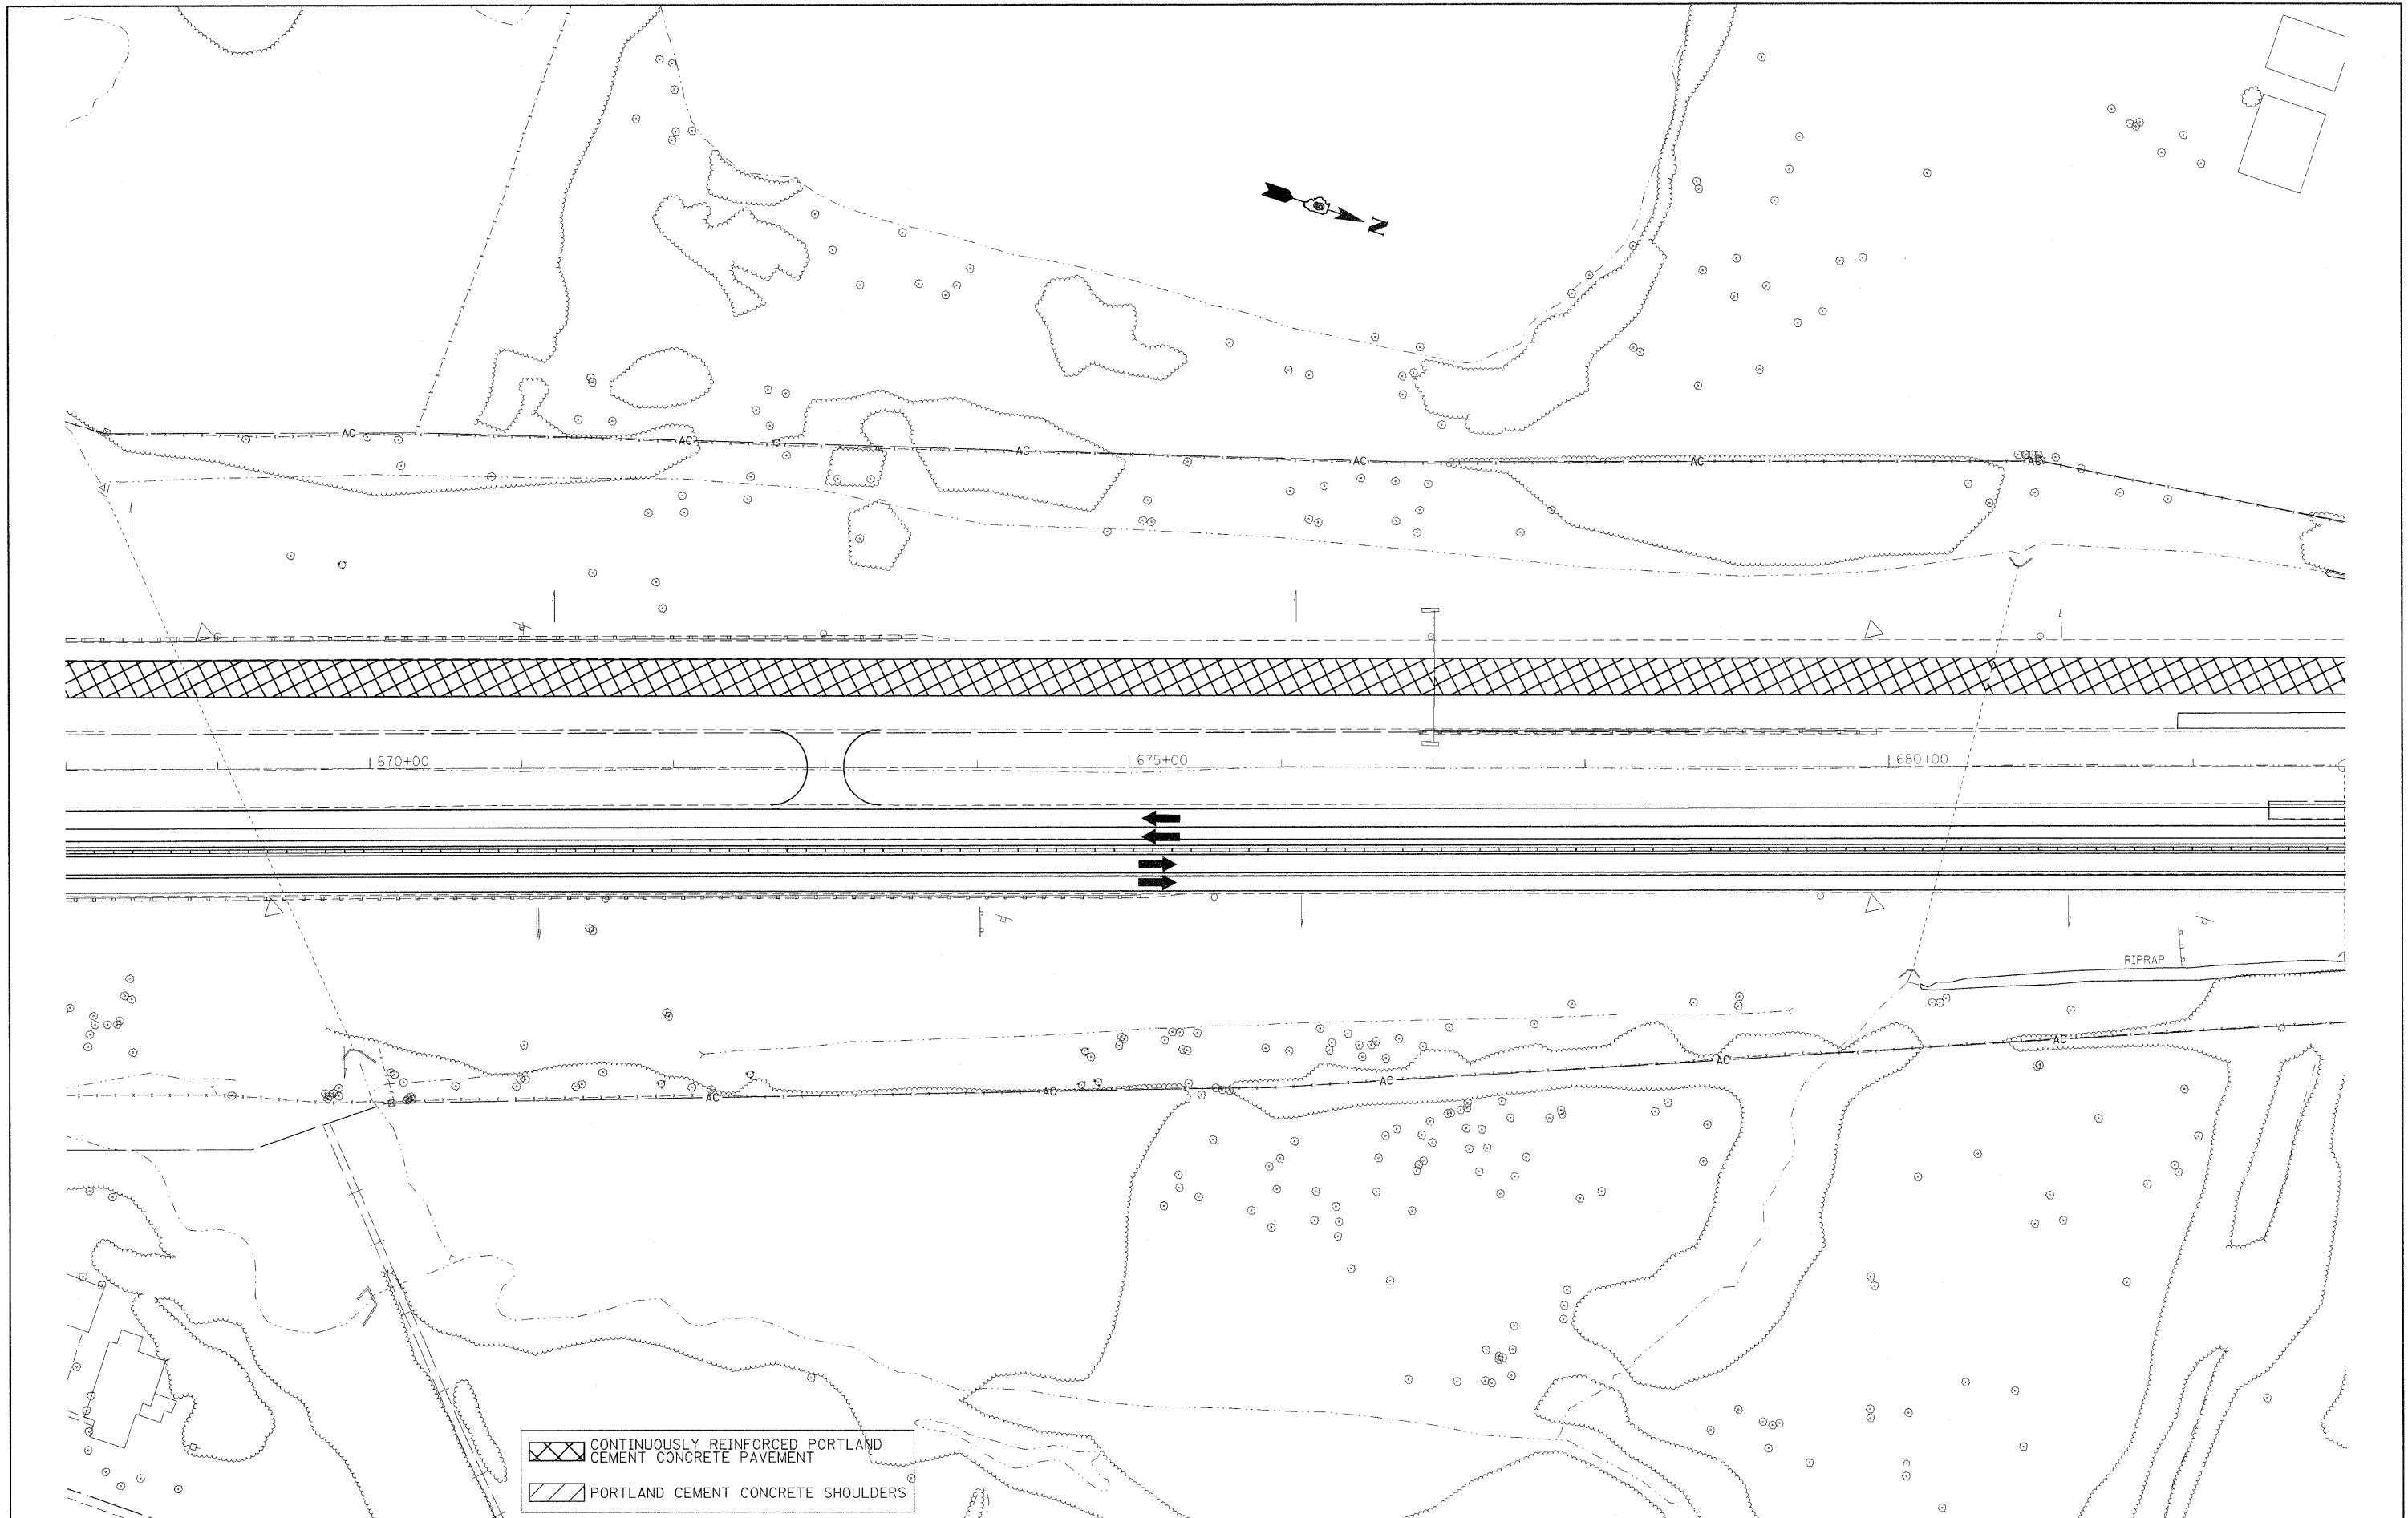 N
AC
AC
AC
AC
AC
AC
670+00
675+00
680+00
RIPRAP
AC
AC
AC
AC
AC
CONTINUOUSLY REINFORCED PORTLAND
CEMENT CONCRETE PAVEMENT
PORTLAND CEMENT CONCRETE SHOULDERS